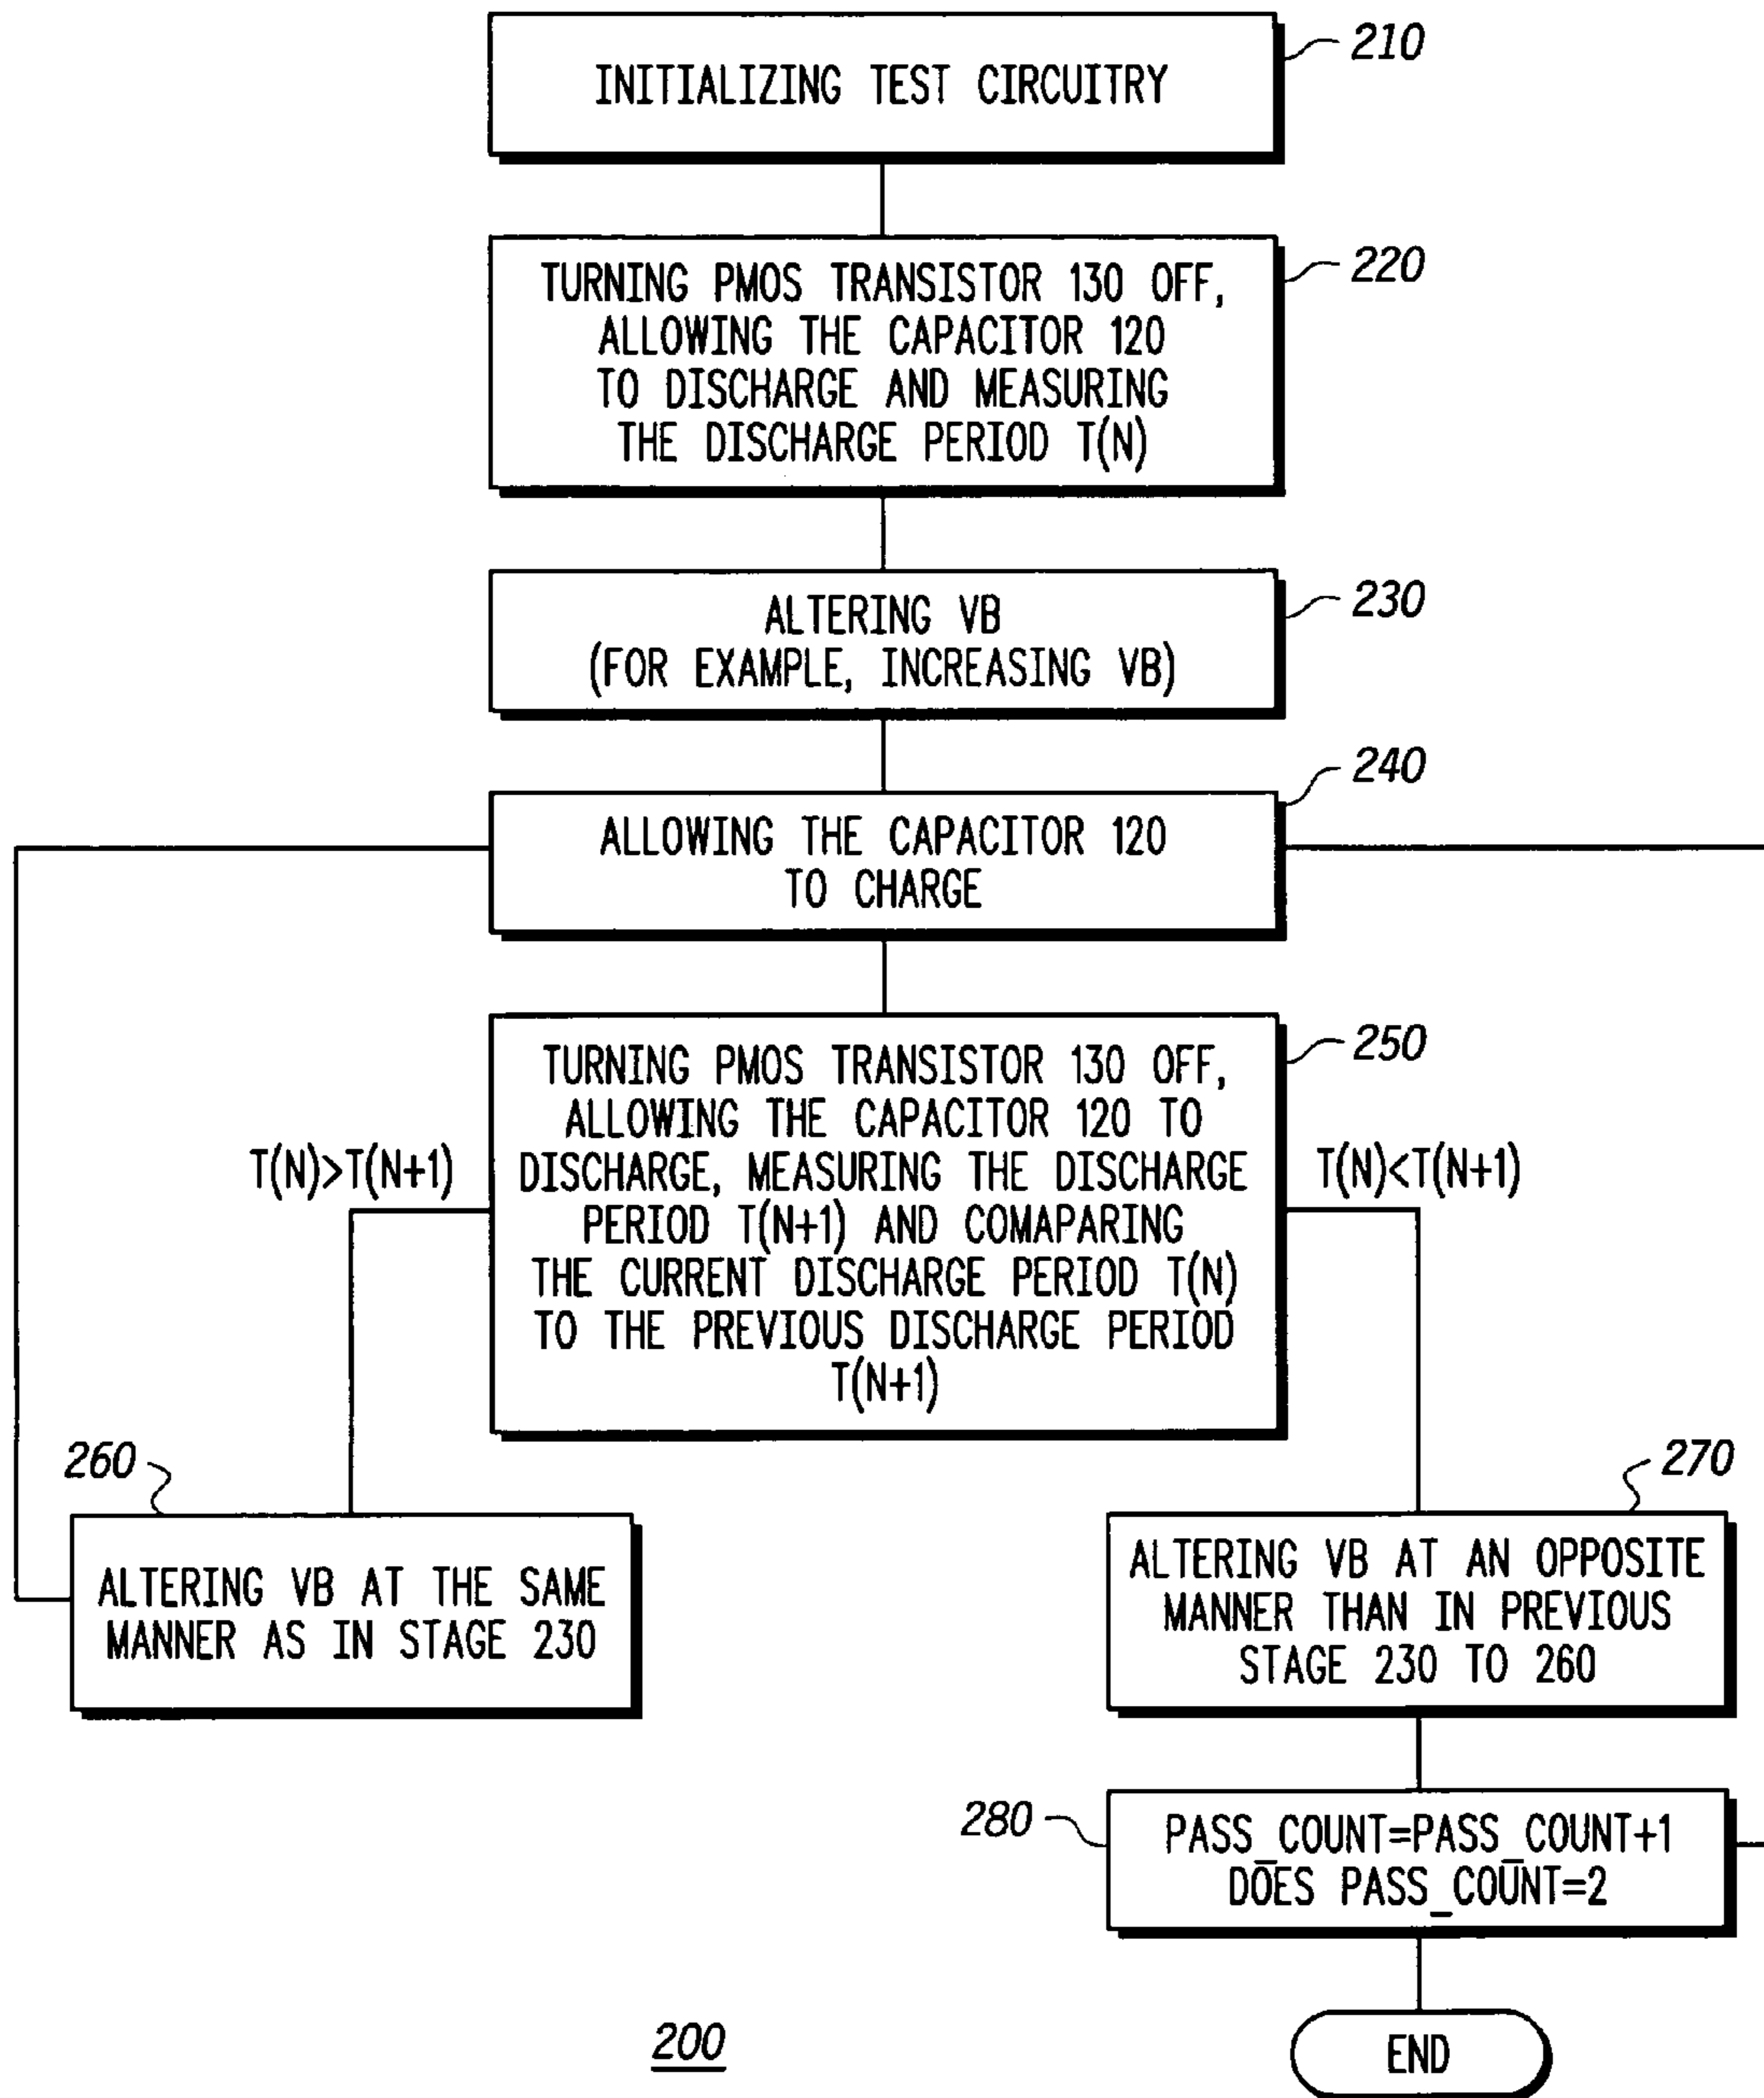 INITIALIZING TEST CIRCUITRY
210
TURNING PMOS TRANSISTOR 130 OFF,
ALLOWING THE CAPACITOR 120
TO DISCHARGE AND MEASURING
THE DISCHARGE PERIOD T(N)
220
ALTERING VB
(FOR EXAMPLE, INCREASING VB)
230
ALLOWING THE CAPACITOR 120
TO CHARGE
240
TURNING PMOS TRANSISTOR 130 OFF,
ALLOWING THE CAPACITOR 120 TO
DISCHARGE, MEASURING THE DISCHARGE
PERIOD T(N+1) AND COMAPARING
THE CURRENT DISCHARGE PERIOD T(N)
TO THE PREVIOUS DISCHARGE PERIOD
T(N+1)
250
T(N)>T(N+1)
T(N)<T(N+1)
260
ALTERING VB AT THE SAME
MANNER AS IN STAGE 230
270
ALTERING VB AT AN OPPOSITE
MANNER THAN IN PREVIOUS
STAGE 230 TO 260
280
PASS_COUNT=PASS_COUNT+1
DOES PASS_COUNT=2
END
200